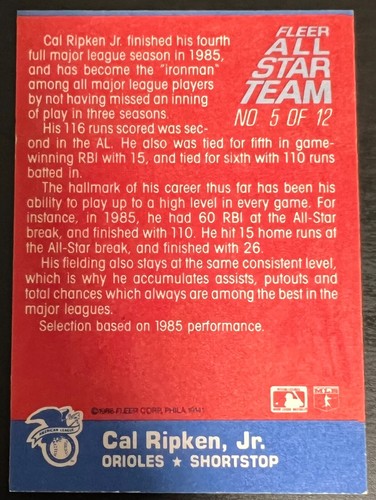 Cal Ripken Jr. finished his fourth
full major league season in 1985,
and has become the "ironman"
among all major league players
by not having missed an inning
of play in three seasons.
His 116 runs scored was sec-
ond in the AL. He also was tied for fifth in game-
winning RBI with 15, and tied for sixth with 110 runs
batted in.
The hallmark of his career thus far has been his
ability to play up to a high level in every game. For
instance, in 1985, he had 60 RBI at the All-Star
break, and finished with 110. He hit 15 home runs at
the All-Star break, and finished with 26.
His fielding also stays at the same consistent level,
which is why he accumulates assists, putouts and
total chances which always are among the best in the
major leagues.
Selection based on 1985 performance.
FLEER
ALL
STAR
TEAM
NO. 5 OF 12
©1986 FLEER CORP., PHILA. 19141
AMERICAN LEAGUE
Cal Ripken, Jr.
ORIOLES ★ SHORTSTOP